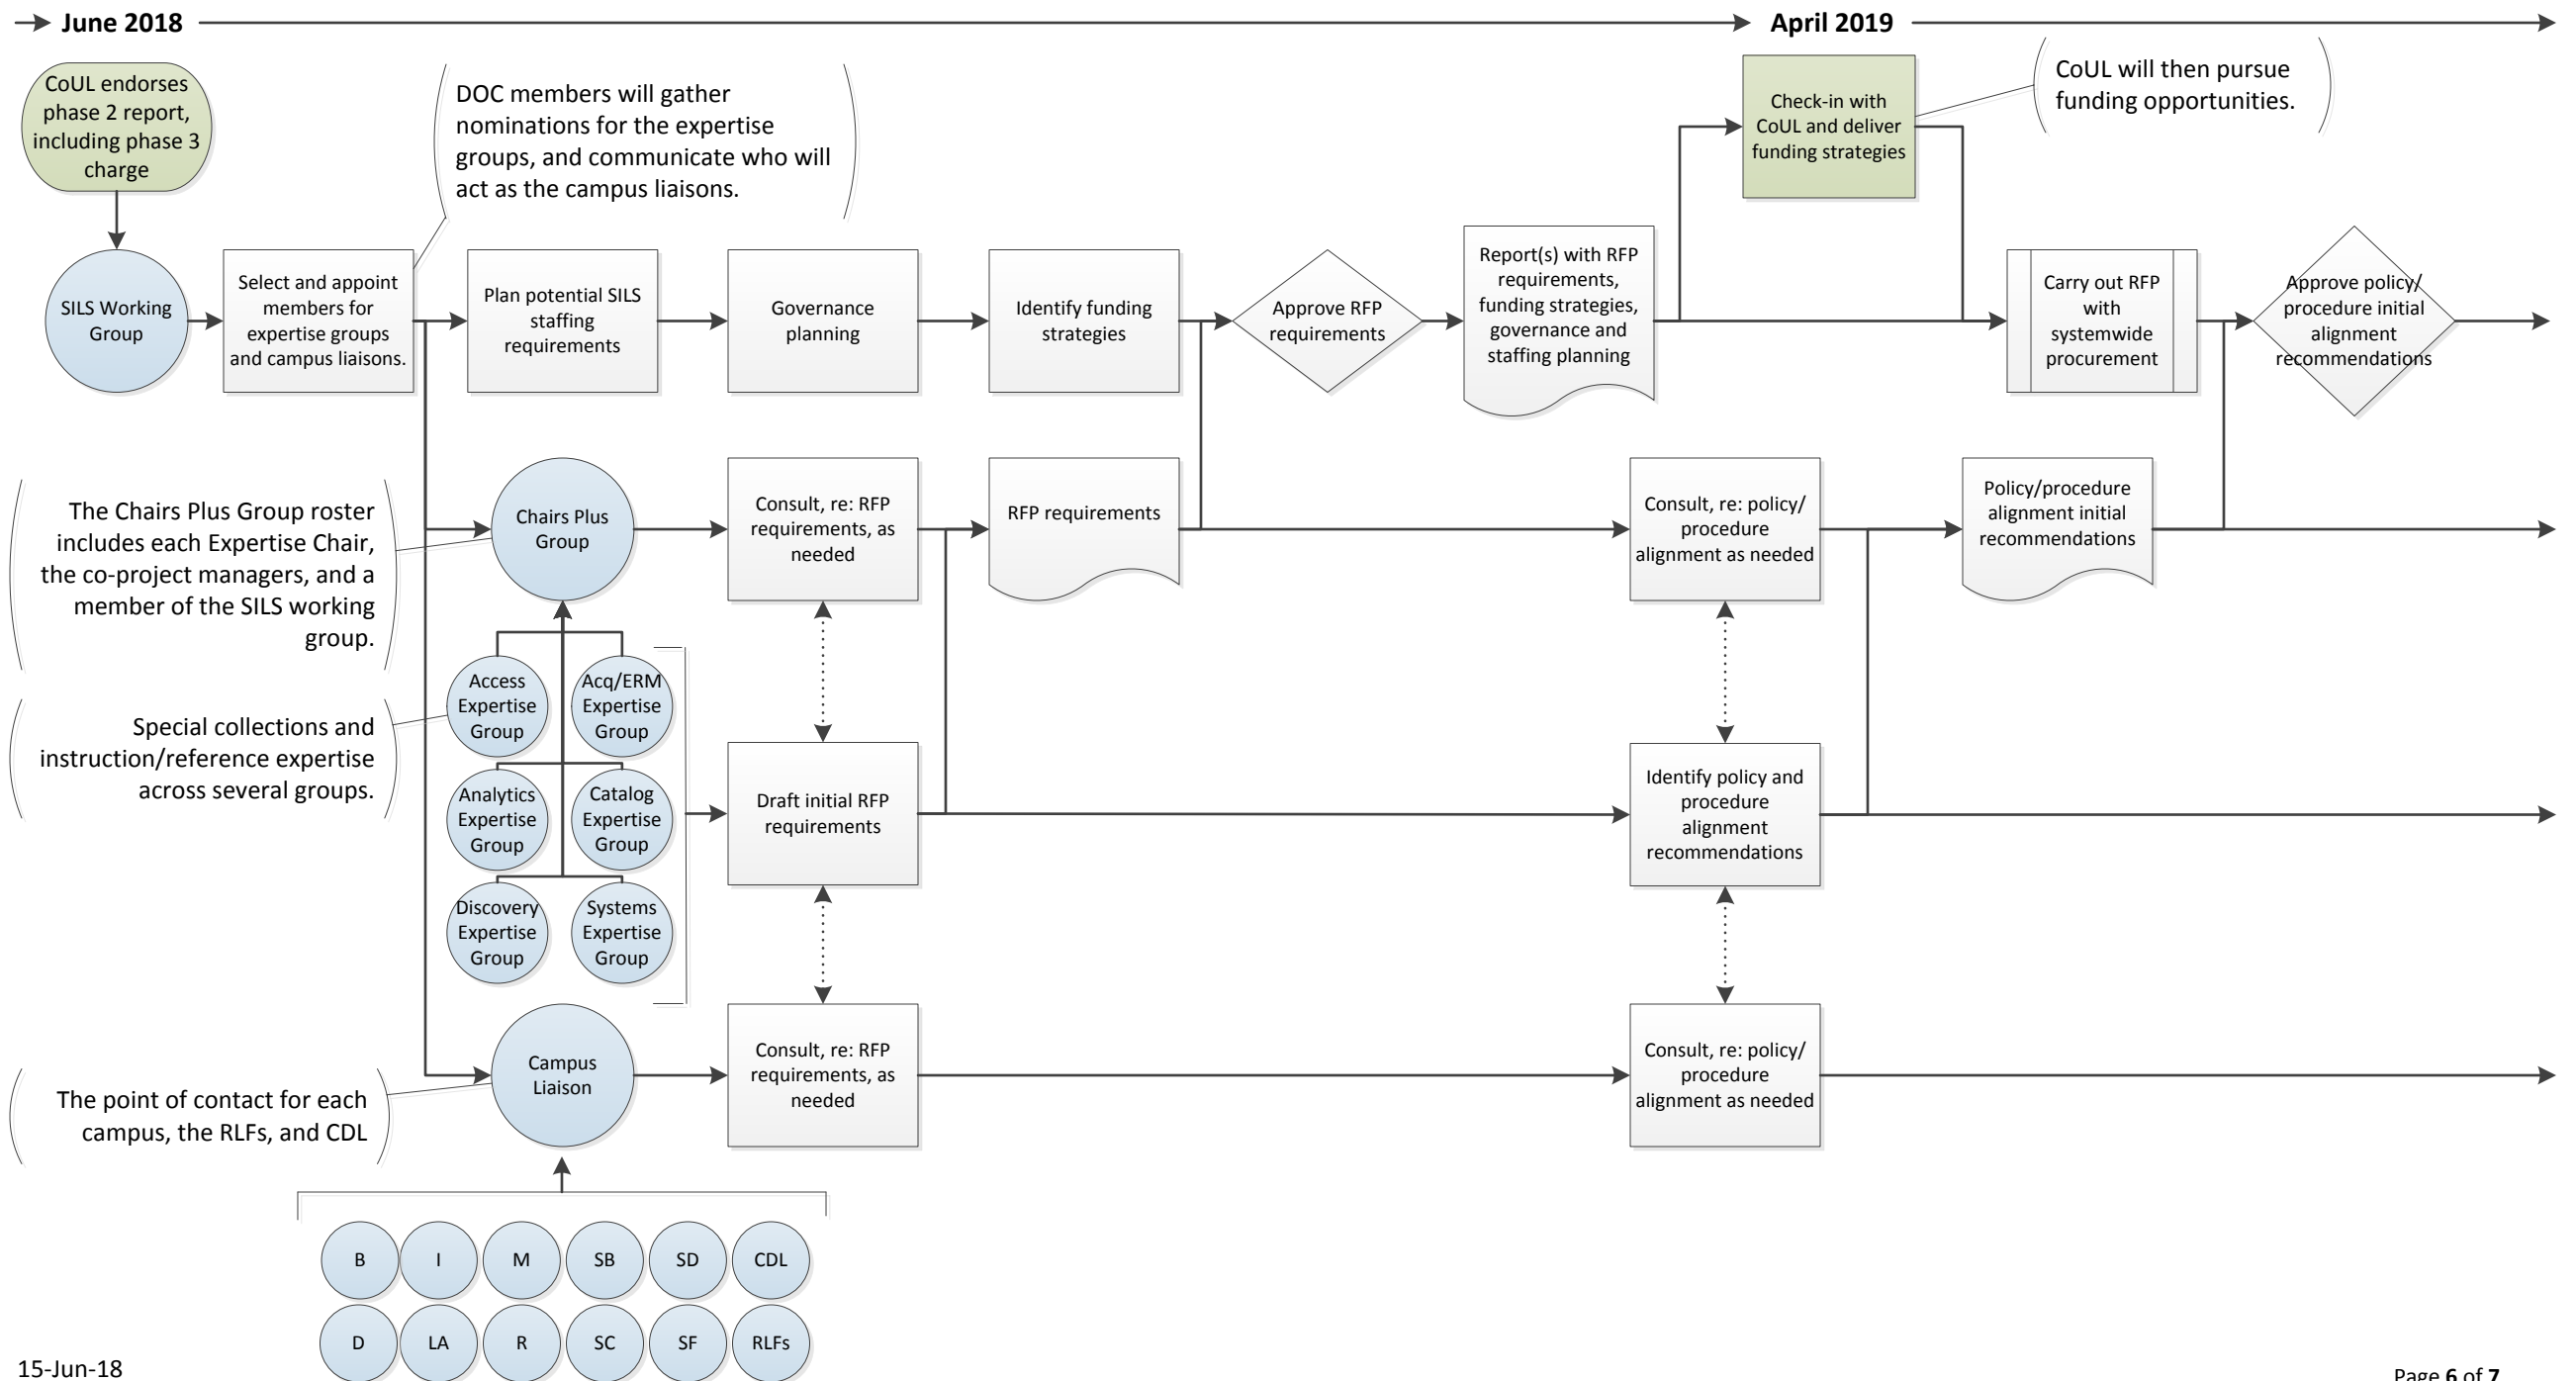 June 2018
April 2019
CoUL endorses
phase 2 report,
including phase 3
charge
DOC members will gather
nominations for the expertise
groups, and communicate who will
act as the campus liaisons.
Check-in with
CoUL and deliver
funding strategies
CoUL will then pursue
funding opportunities.
SILS Working
Group
Select and appoint
members for
expertise groups
and campus liaisons.
Plan potential SILS
staffing
requirements
Governance
planning
Identify funding
strategies
Approve RFP
requirements
Report(s) with RFP
requirements,
funding strategies,
governance and
staffing planning
Carry out RFP
with
systemwide
procurement
Approve policy/
procedure initial
alignment
recommendations
The Chairs Plus Group roster
includes each Expertise Chair,
the co-project managers, and a
member of the SILS working
group.
Chairs Plus
Group
Consult, re: RFP
requirements, as
needed
RFP requirements
Consult, re: policy/
procedure
alignment as needed
Policy/procedure
alignment initial
recommendations
Special collections and
instruction/reference expertise
across several groups.
Access
Expertise
Group
Acq/ERM
Expertise
Group
Analytics
Expertise
Group
Catalog
Expertise
Group
Discovery
Expertise
Group
Systems
Expertise
Group
Draft initial RFP
requirements
Identify policy and
procedure
alignment
recommendations
The point of contact for each
campus, the RLFs, and CDL
Campus
Liaison
Consult, re: RFP
requirements, as
needed
Consult, re: policy/
procedure
alignment as needed
B I M SB SD CDL
D LA R SC SF RLFs
15-Jun-18
Page 6 of 7